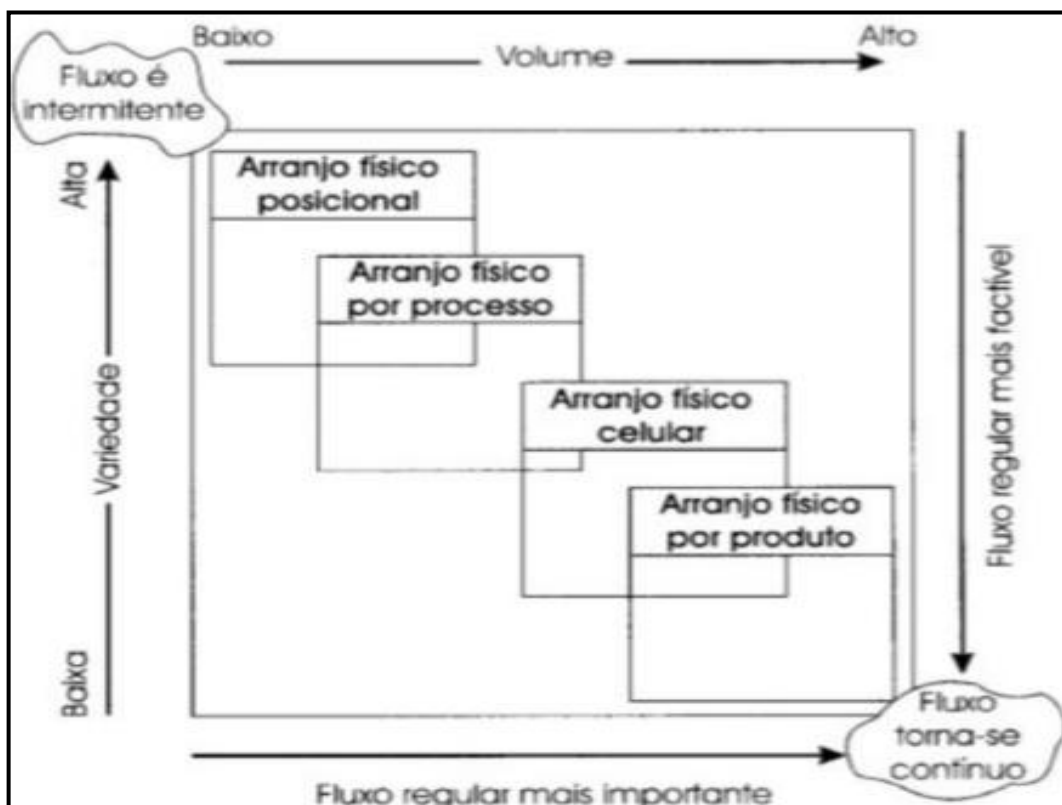 Baixo
Alto
Volume
Fluxo é
intermitente
Alta
Variedade
Baixa
Arranjo físico
posicional
Arranjo físico
por processo
Arranjo físico
celular
Arranjo físico
por produto
Fluxo regular mais factível
Fluxo
torna-se
contínuo
Fluxo regular mais importante